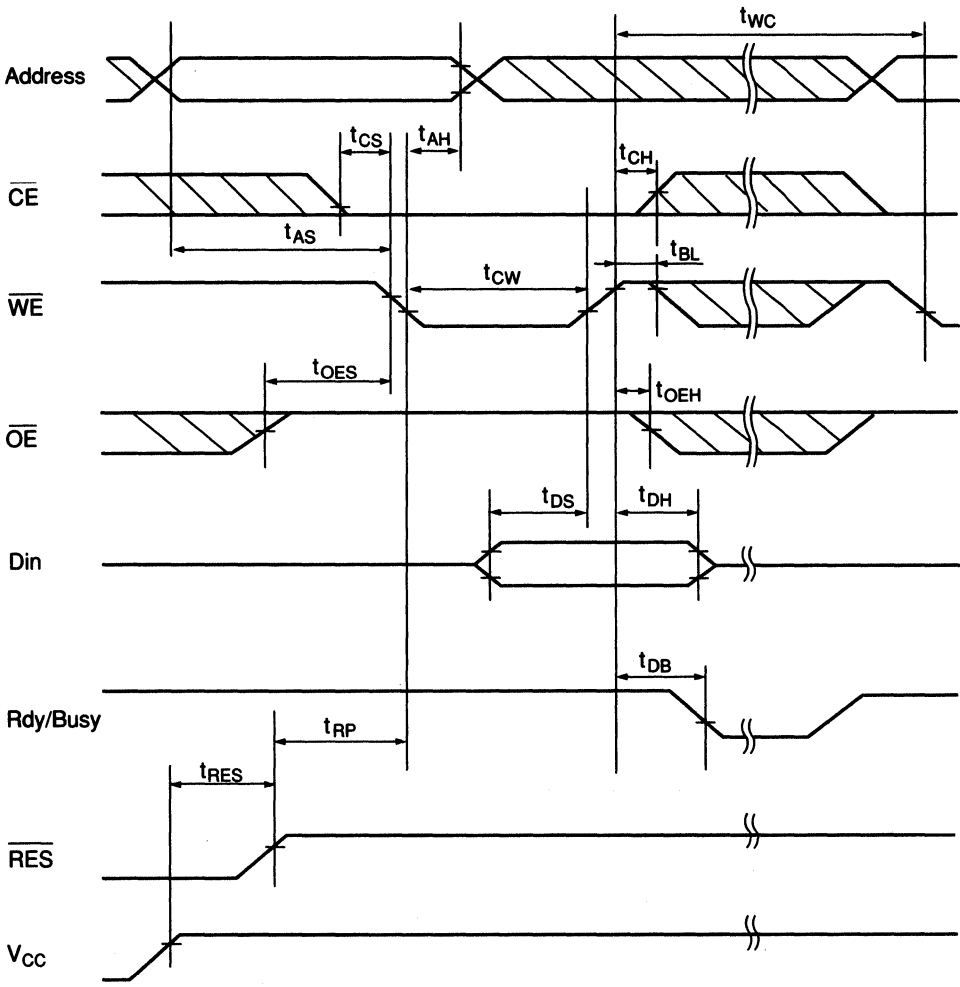 tWC
Address
tCS
tAH
tCH
CE
tAS
tBL
tCW
WE
tOES
tOEH
OE
tDS
tDH
Din
tDB
Rdy/Busy
tRP
tRES
RES
VCC